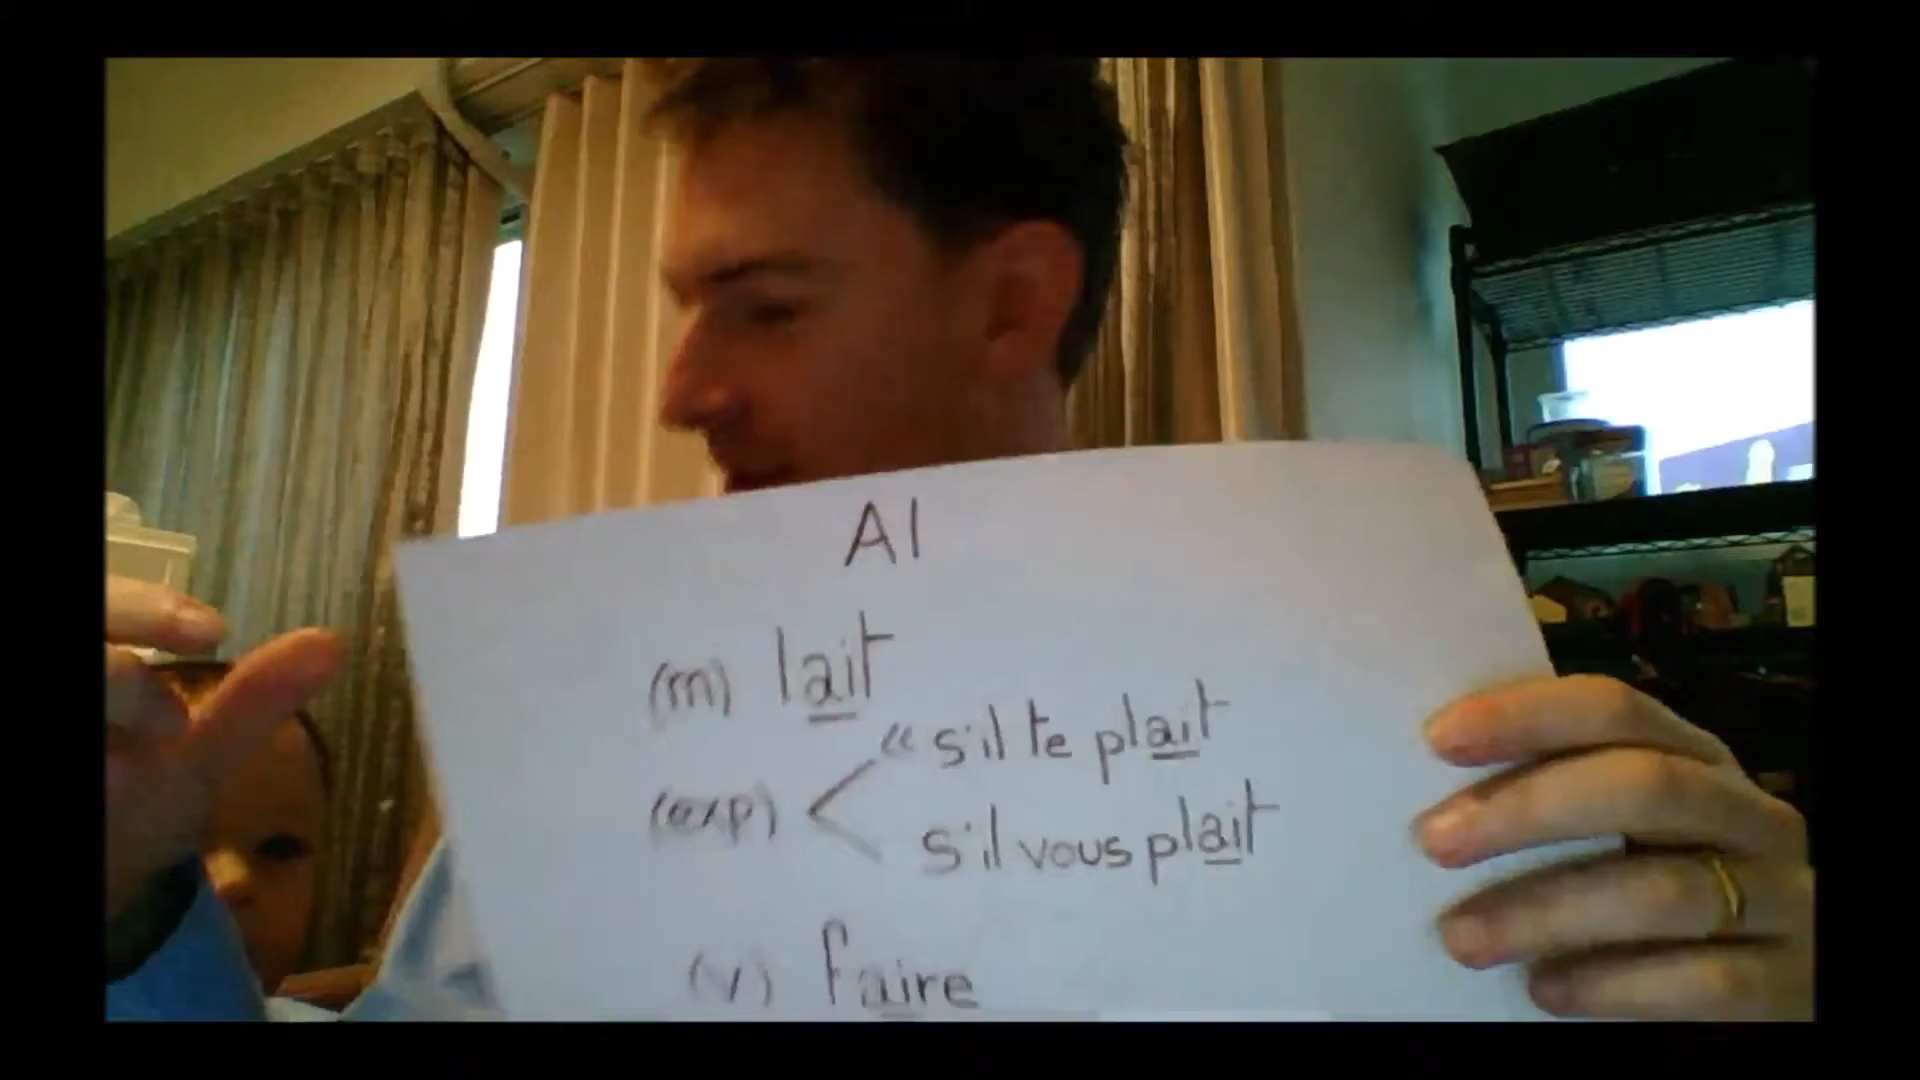 AI
(m) lait
(exp) < " s'il te plait
s'il vous plait
(v) faire